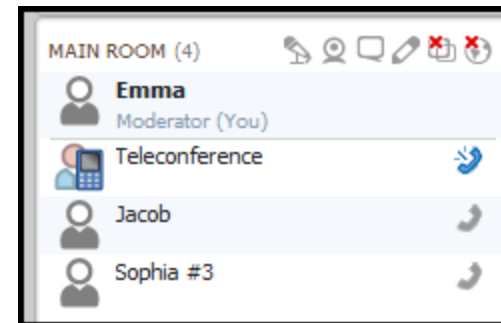 MAIN ROOM (4)
Emma
Moderator (You)
Teleconference
Jacob
Sophia #3